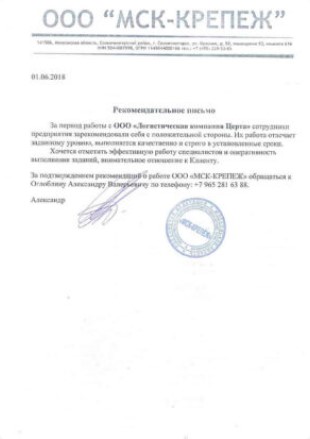 ООО “МСК-КРЕПЕЖ”
01.06.2018
Рекомендательное письмо
За период работы с ООО «Логистическая компания Церта» сотрудники
предприятия зарекомендовали себя с положительной стороны. Их работа отвечает
заданному уровню, выполняются качественно и строго в установленные сроки.
Хочется отметить эффективную работу специалистов и оперативность
выполнения заданий, внимательное отношение к Клиенту.
За подтверждением рекомендаций о работе ООО «МСК-КРЕПЕЖ» обращаться к
Оглоблину Александру Валерьевичу по телефону: +7 965 281 63 88.
Александр
«МСК-КРЕПЕЖ»